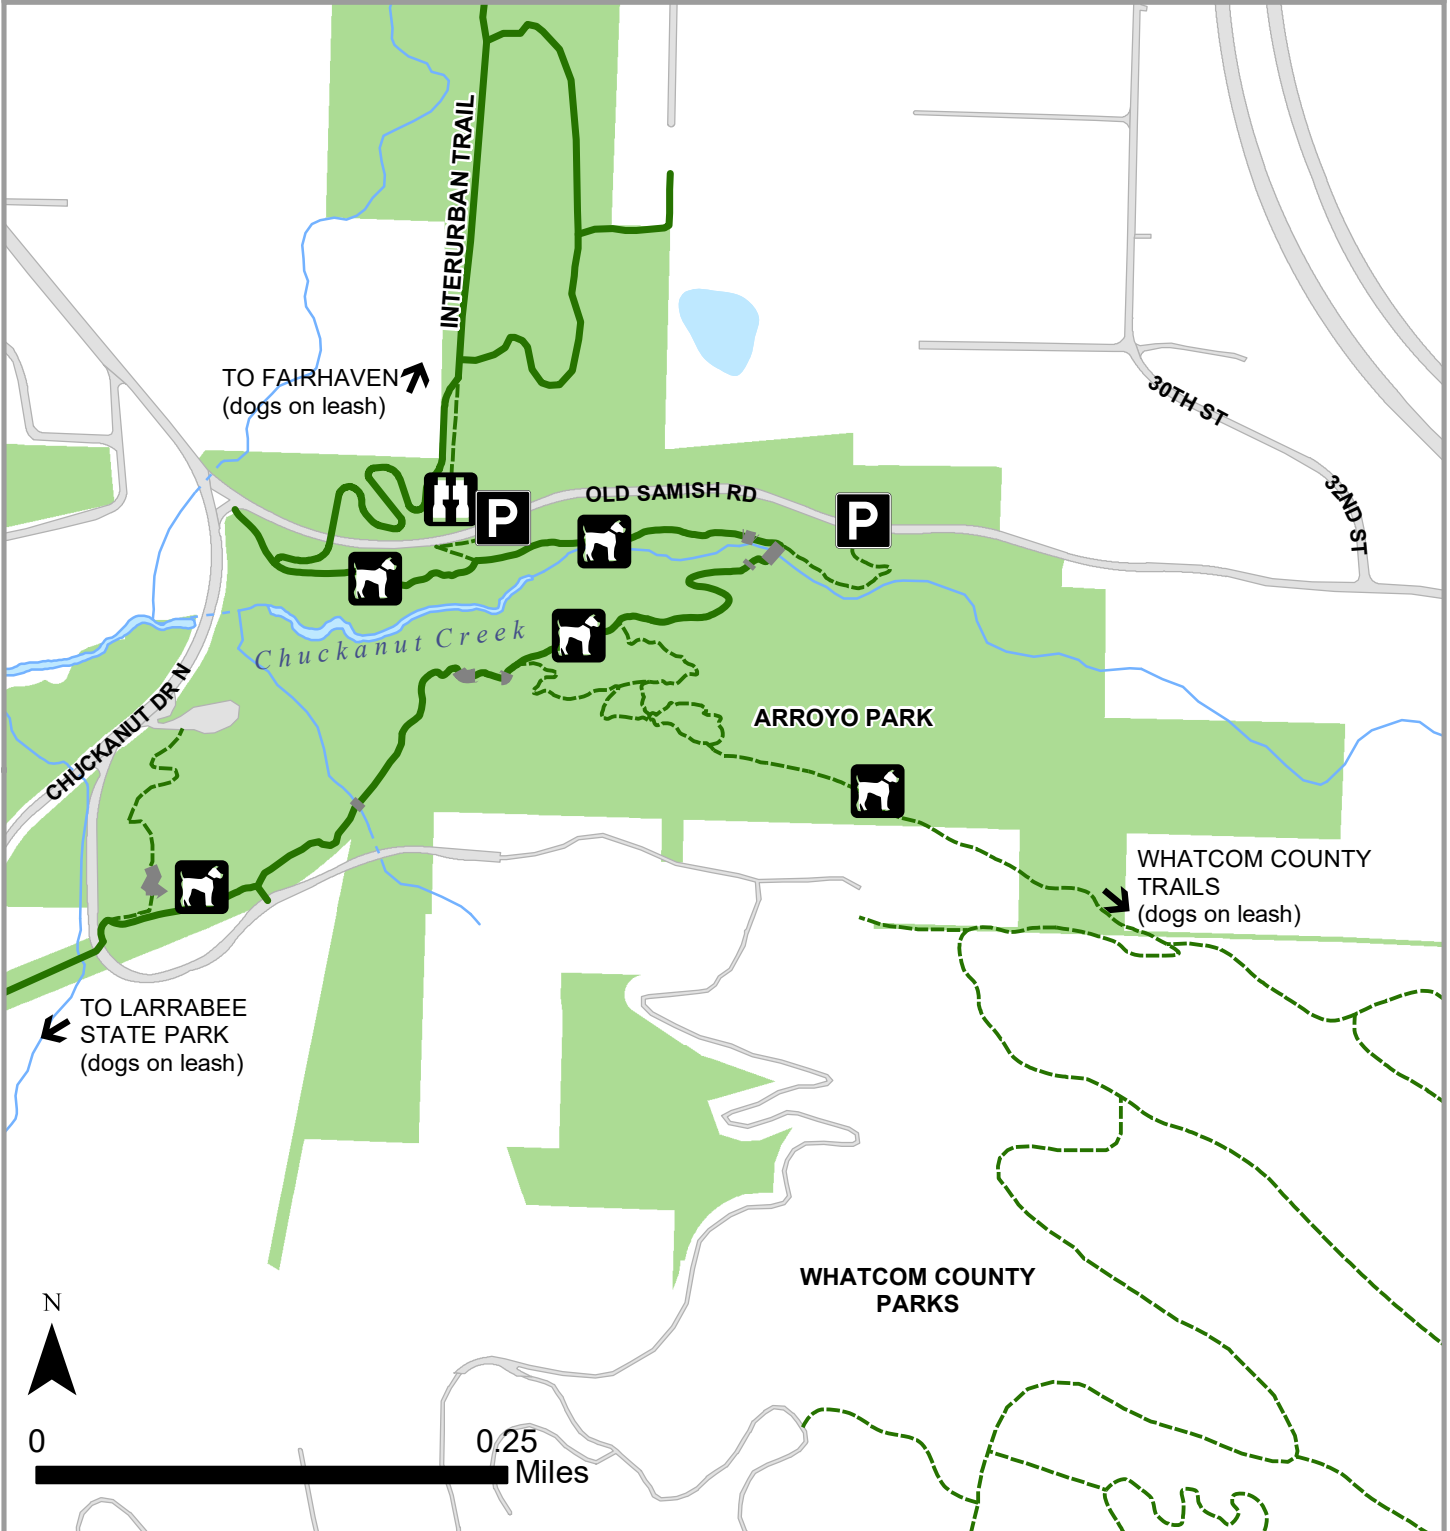 INTERURBAN TRAIL
TO FAIRHAVEN
(dogs on leash)
30TH ST
32ND ST
OLD SAMISH RD
P
P
Chuckanut Creek
CHUCKANUT DR N
ARROYO PARK
WHATCOM COUNTY
TRAILS
(dogs on leash)
TO LARRABEE
STATE PARK
(dogs on leash)
WHATCOM COUNTY
PARKS
N
0
0.25
Miles